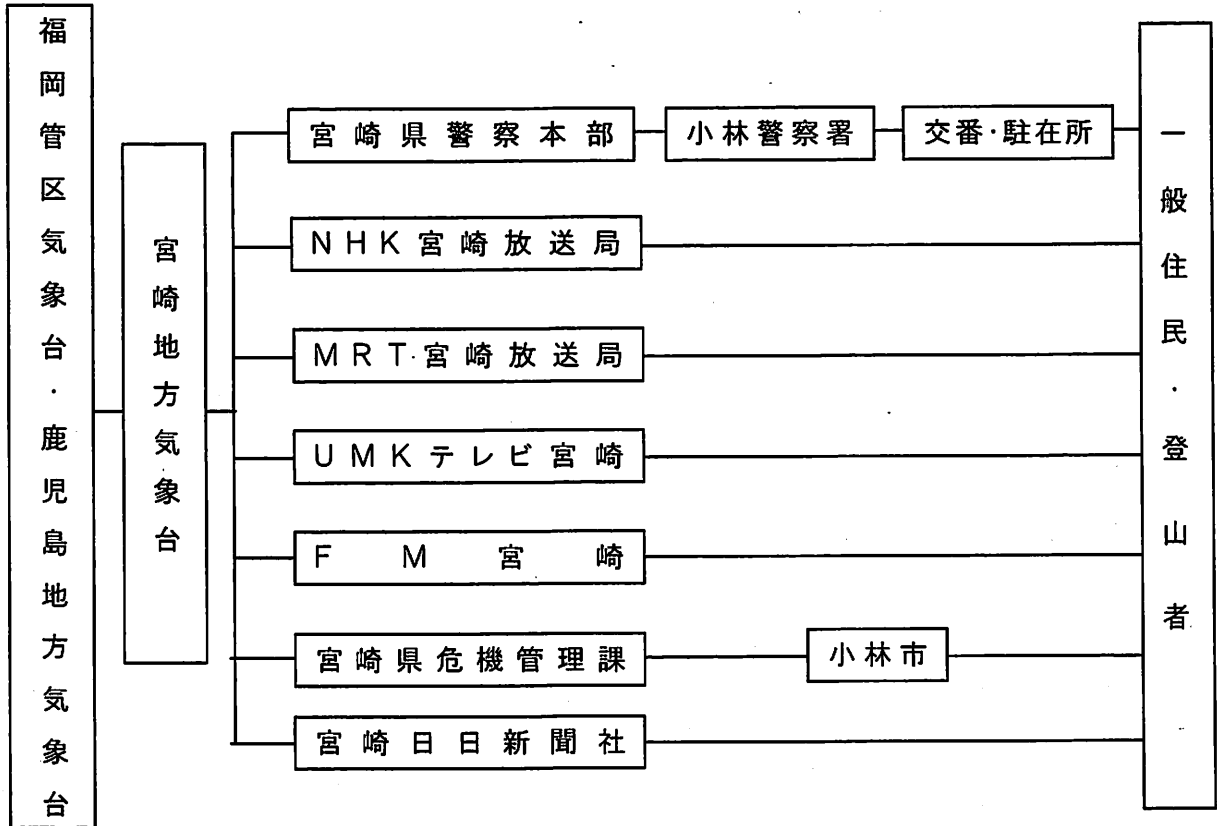 福岡管区気象台・鹿児島地方気象台
宮崎地方気象台
宮崎県警察本部
小林警察署
交番・駐在所
NHK宮崎放送局
MRT宮崎放送局
UMKテレビ宮崎
FM宮崎
宮崎県危機管理課
小林市
宮崎日日新聞社
一般住民・登山者